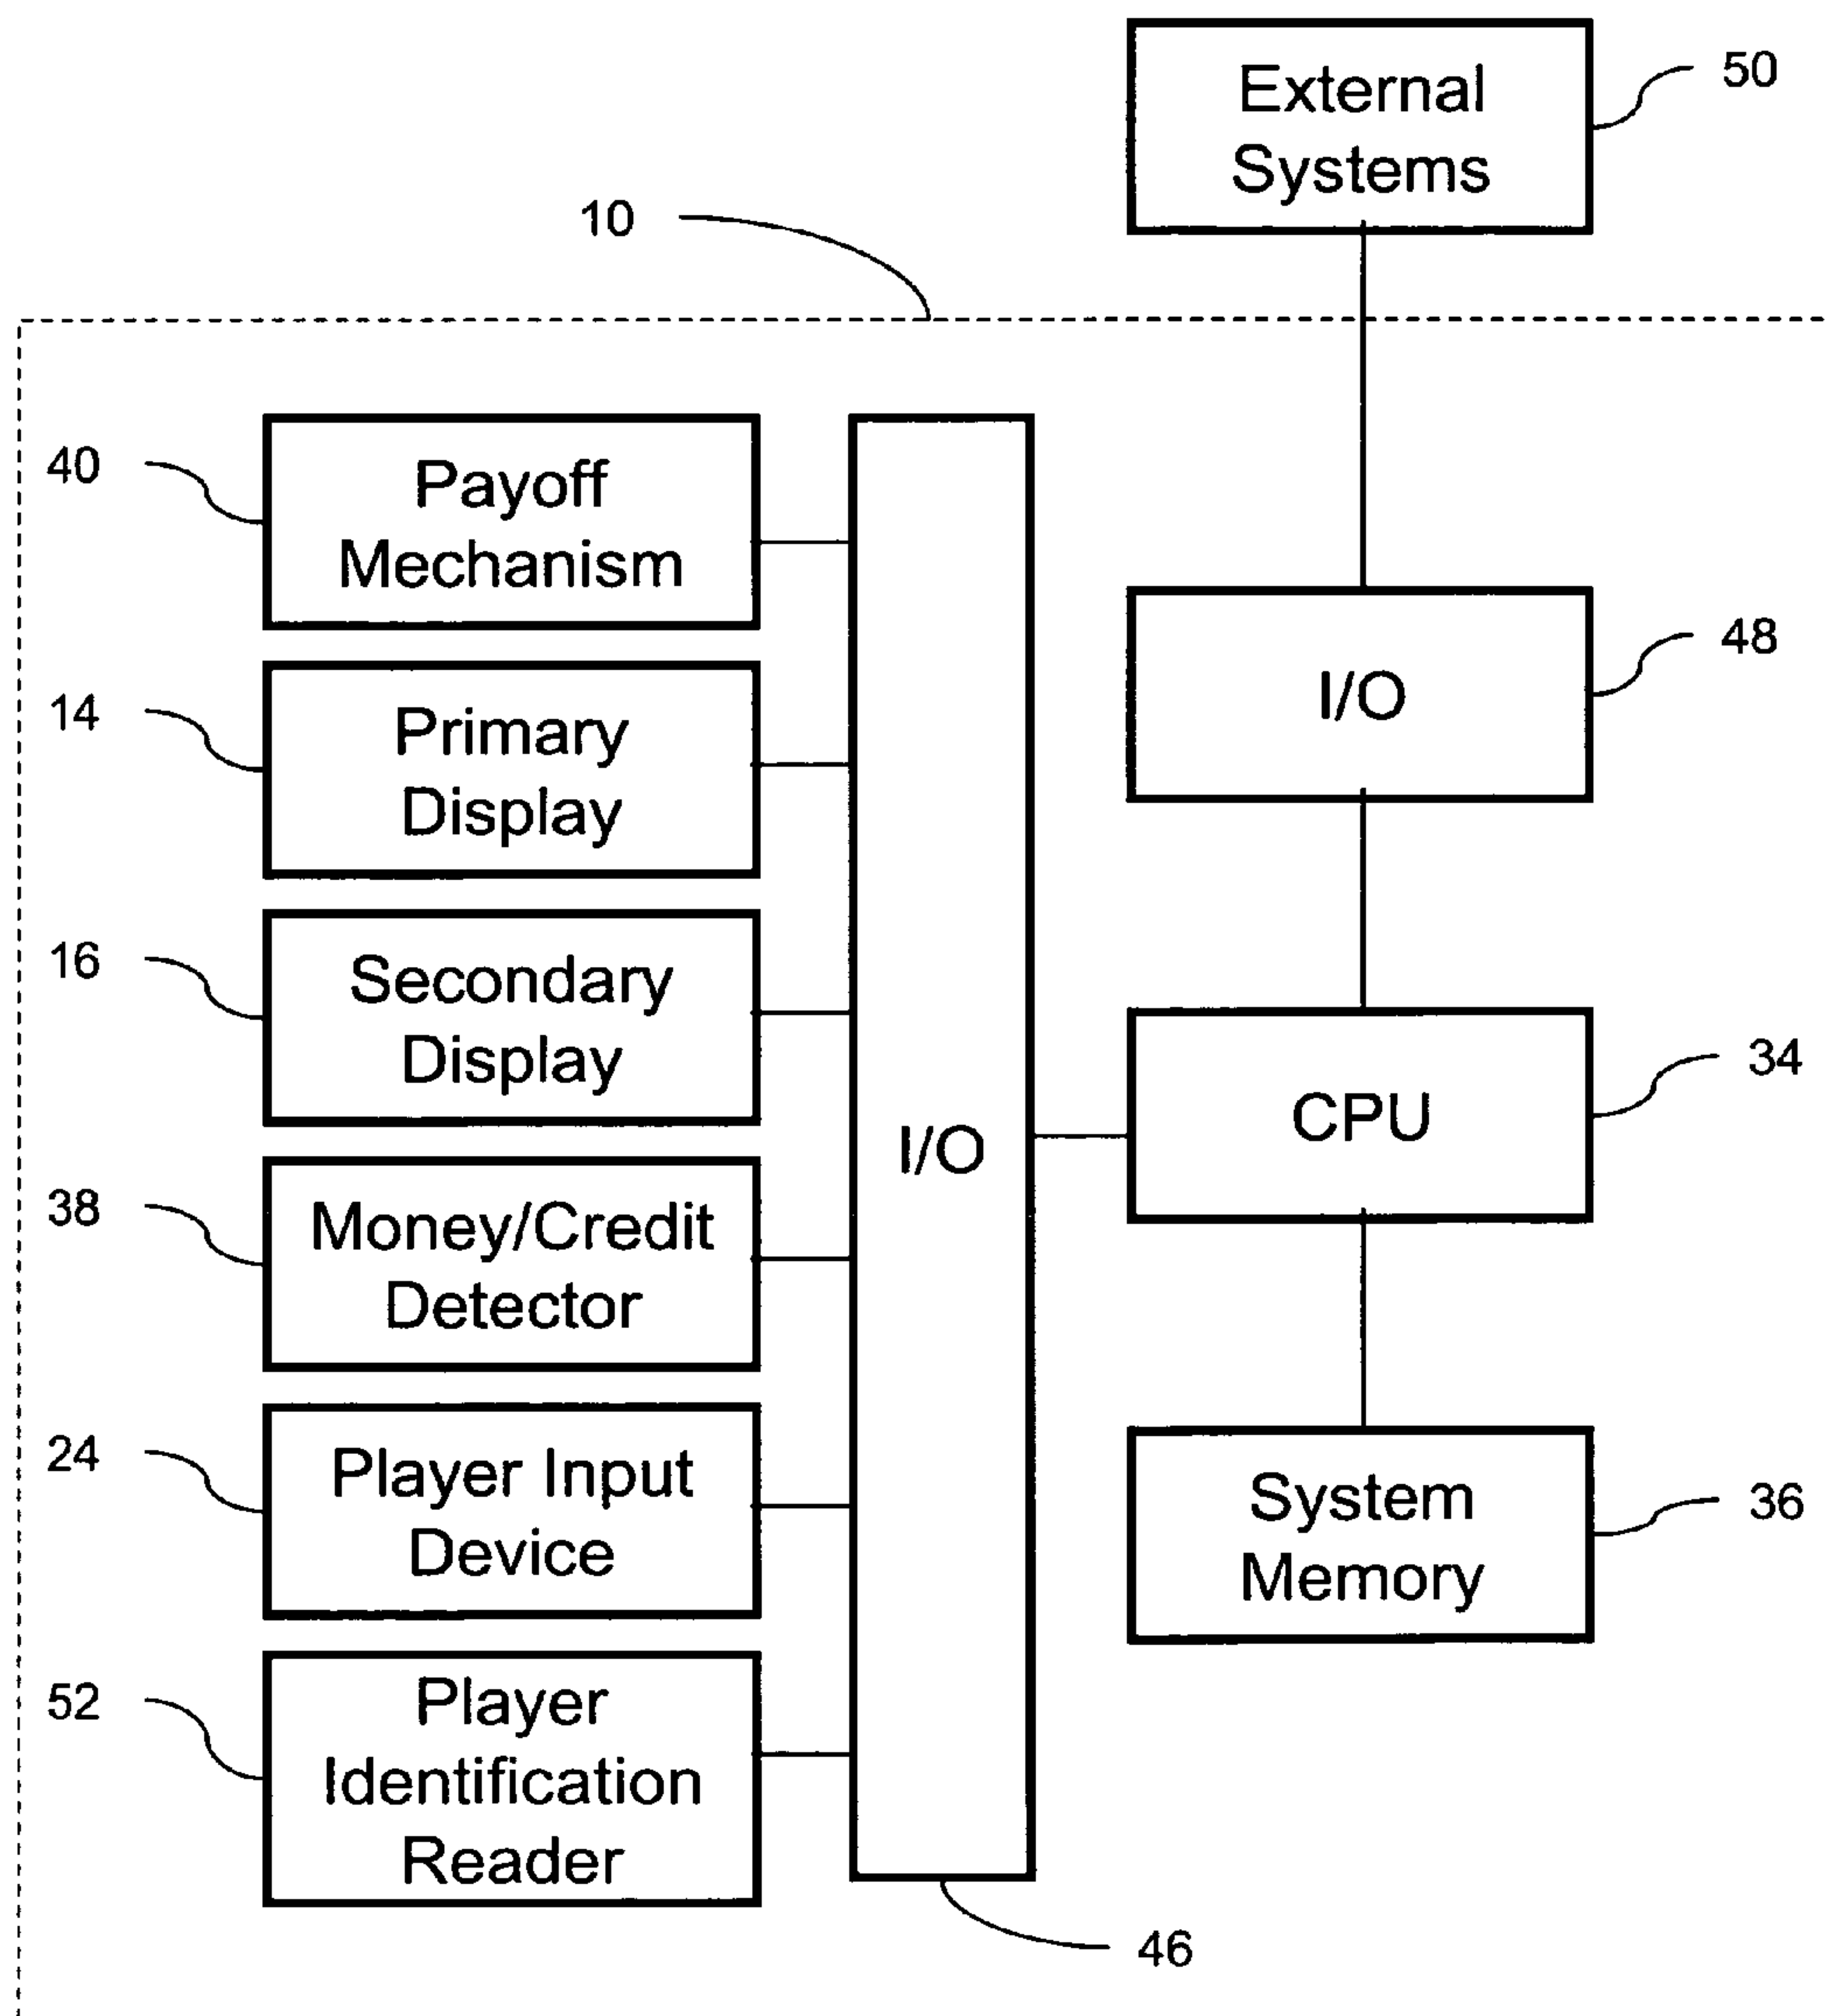 External
Systems
50
10
40
Payoff
Mechanism
14
Primary
Display
16
Secondary
Display
38
Money/Credit
Detector
24
Player Input
Device
52
Player
Identification
Reader
I/O
46
I/O
48
CPU
34
System
Memory
36